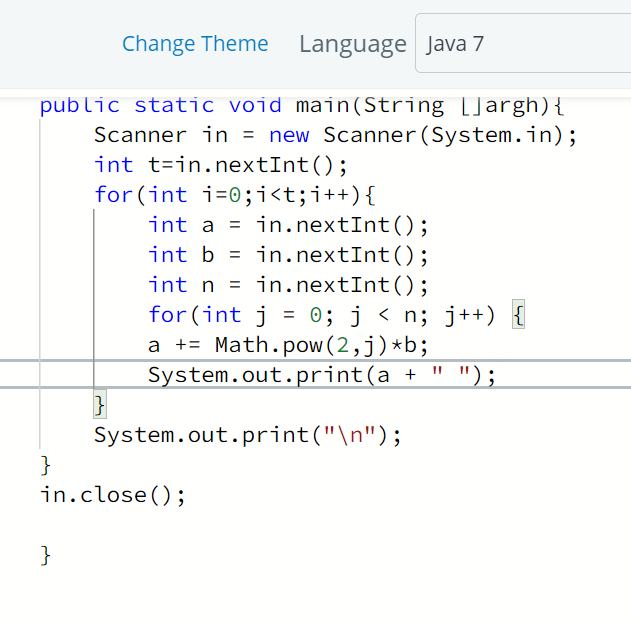 Change Theme Language Java 7
public static void main(String []argh){
Scanner in = new Scanner(System.in);
int t=in.nextInt();
for(int i=0;i<t;i++){
int a = in.nextInt();
int b = in.nextInt();
int n = in.nextInt();
for(int j = 0; j < n; j++) {
a += Math.pow(2,j)*b;
System.out.print(a + " ");
}
System.out.print("\n");
}
in.close();
}